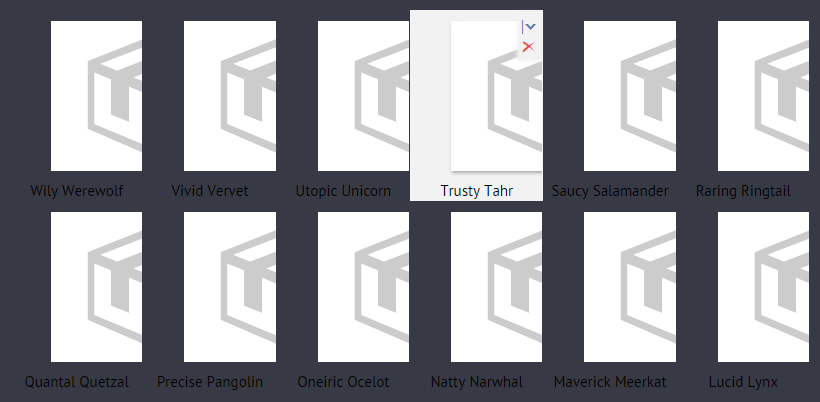 Wily Werewolf
Vivid Vervet
Utopic Unicorn
Trusty Tahr
Saucy Salamander
Raring Ringtail
Quantal Quetzal
Precise Pangolin
Oneiric Ocelot
Natty Narwhal
Maverick Meerkat
Lucid Lynx